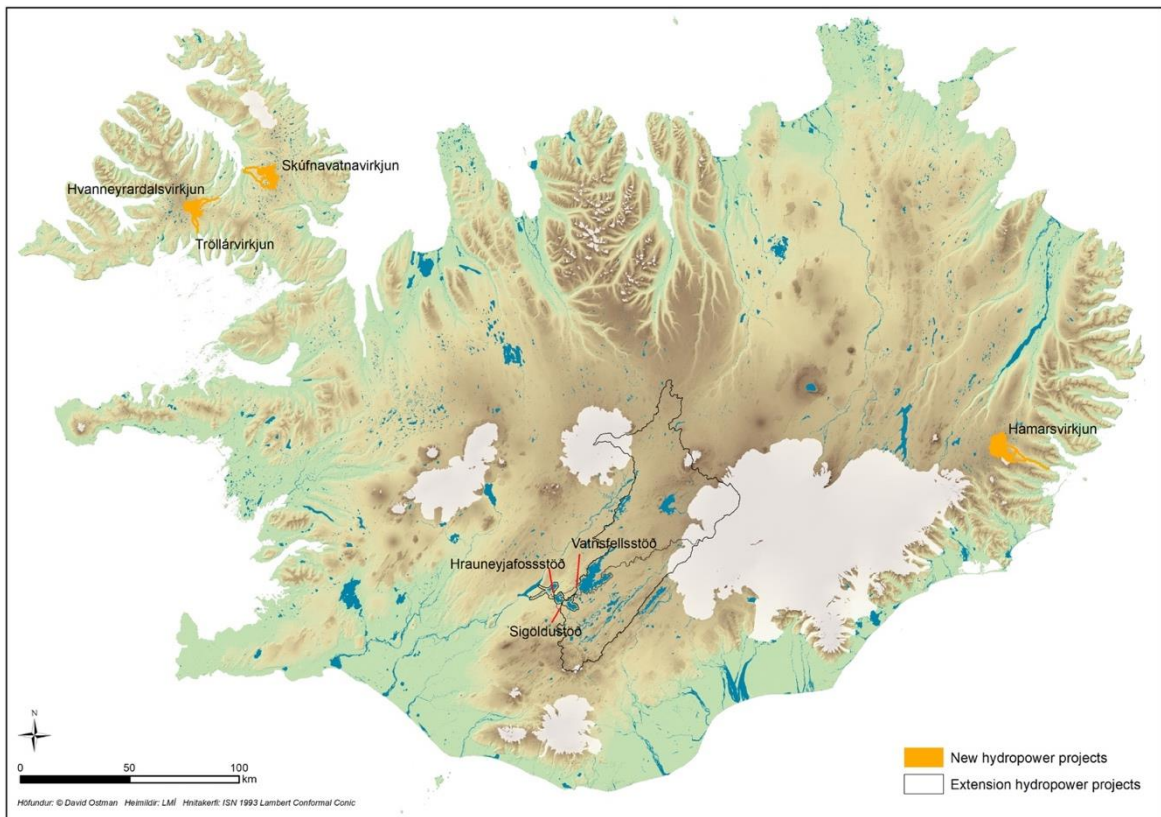 Skúfnavatnavirkjun
Hvanneyrardalsvirkjun
Tröllárvirkjun
Hamarsvirkjun
Vatnsfellsstöð
Hrauneyjafossstöð
Sigöldustöð
N
0 50 100
km
New hydropower projects
Extension hydropower projects
Höfundur: © David Ostman Heimildir: LMÍ Hnitakerfi: ISN 1993 Lambert Conformal Conic